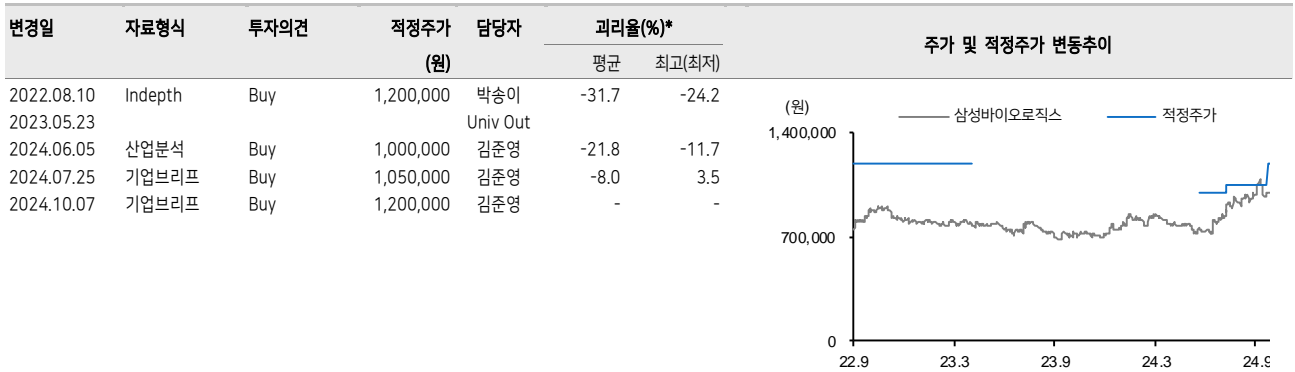 변경일 자료형식 투자의견 적정주가 담당자 괴리율(%)* 주가 및 적정주가 변동추이
(원) 평균 최고(최저)
2022.08.10 Indepth Buy 1,200,000 박송이 -31.7 -24.2
2023.05.23 Univ Out
2024.06.05 산업분석 Buy 1,000,000 김준영 -21.8 -11.7
2024.07.25 기업브리프 Buy 1,050,000 김준영 -8.0 3.5
2024.10.07 기업브리프 Buy 1,200,000 김준영 - -
(원) 삼성바이오로직스 적정주가
1,400,000
700,000
0
22.9 23.3 23.9 24.3 24.9